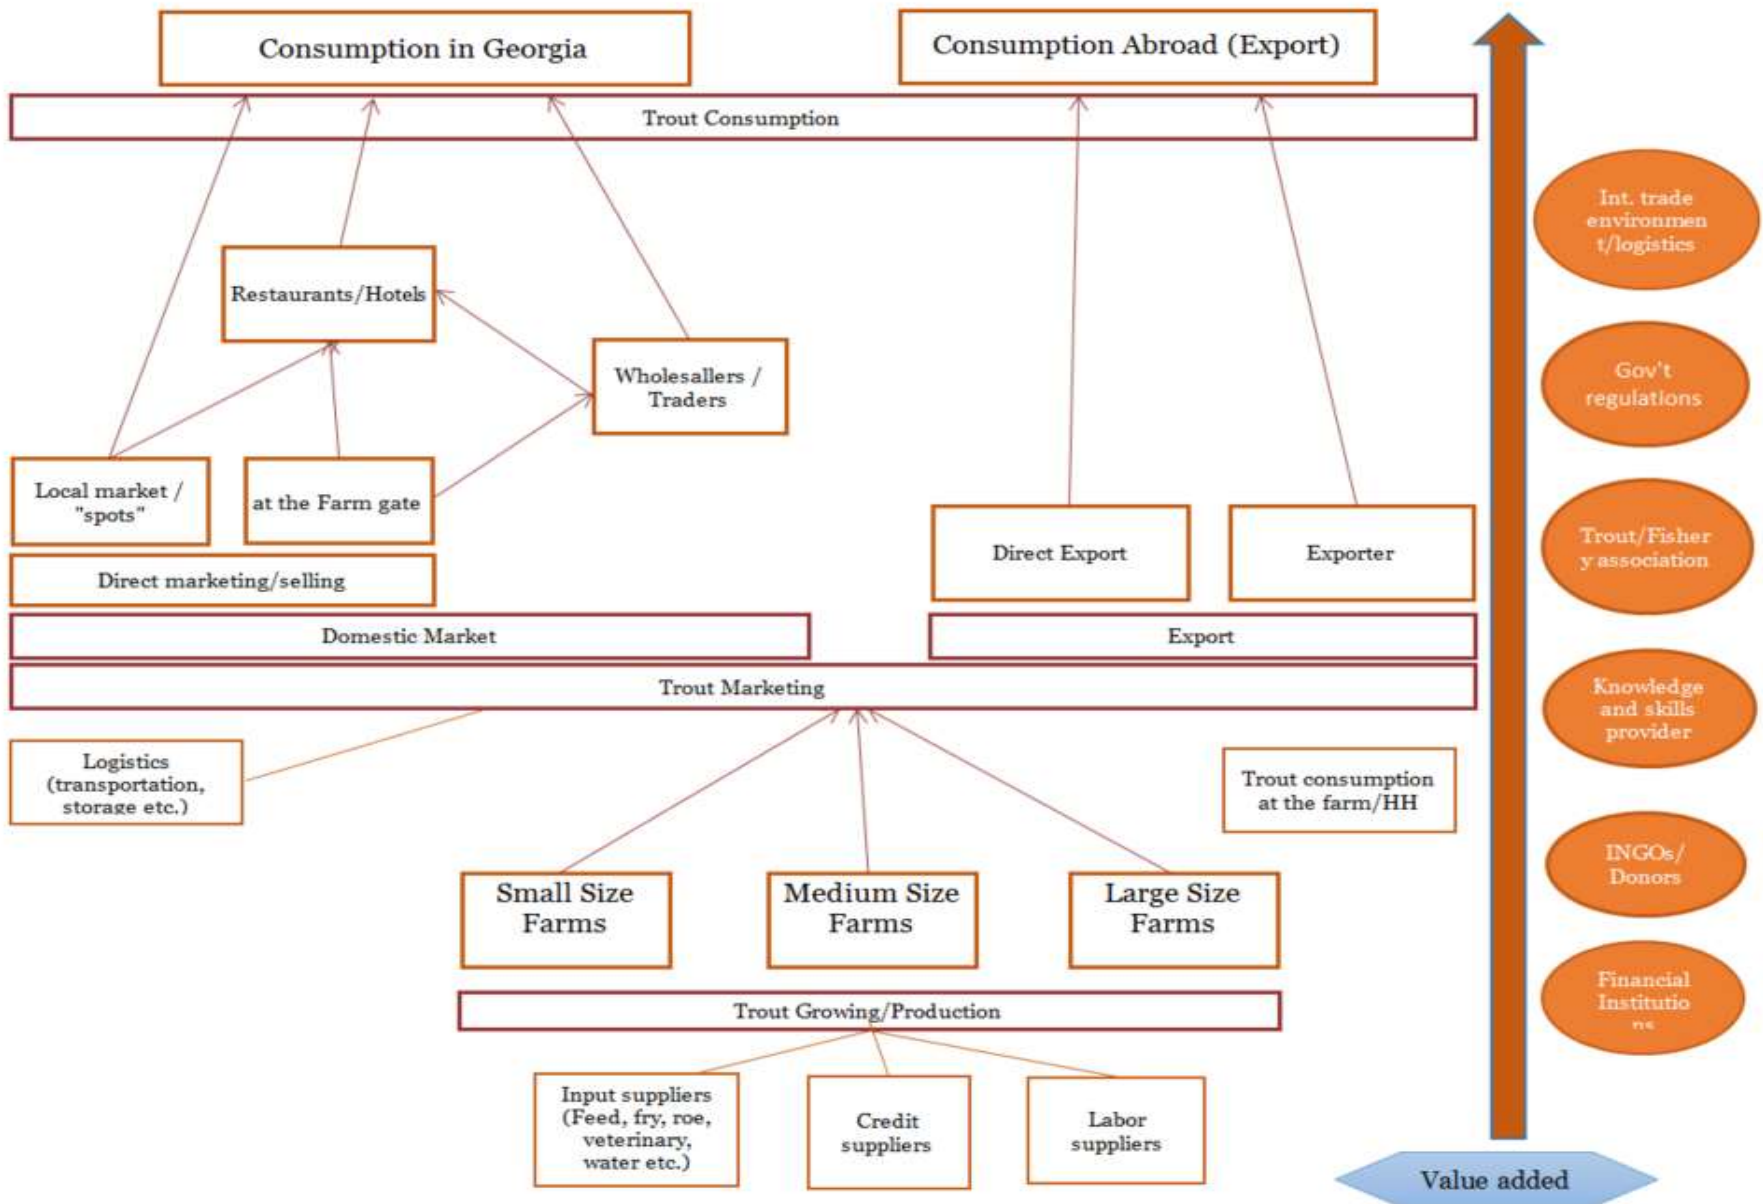 Consumption in Georgia
Consumption Abroad (Export)
Trout Consumption
Restaurants/Hotels
Wholesallers /
Traders
Local market /
"spots"
at the Farm gate
Direct Export
Exporter
Direct marketing/selling
Domestic Market
Export
Trout Marketing
Logistics
(transportation,
storage etc.)
Trout consumption
at the farm/HH
Small Size
Farms
Medium Size
Farms
Large Size
Farms
Trout Growing/Production
Input suppliers
(Feed, fry, roe,
veterinary,
water etc.)
Credit
suppliers
Labor
suppliers
Int. trade
environmen
t/logistics
Gov't
regulations
Trout/Fisher
y association
Knowledge
and skills
provider
INGOs/
Donors
Financial
Institutio
ns
Value added